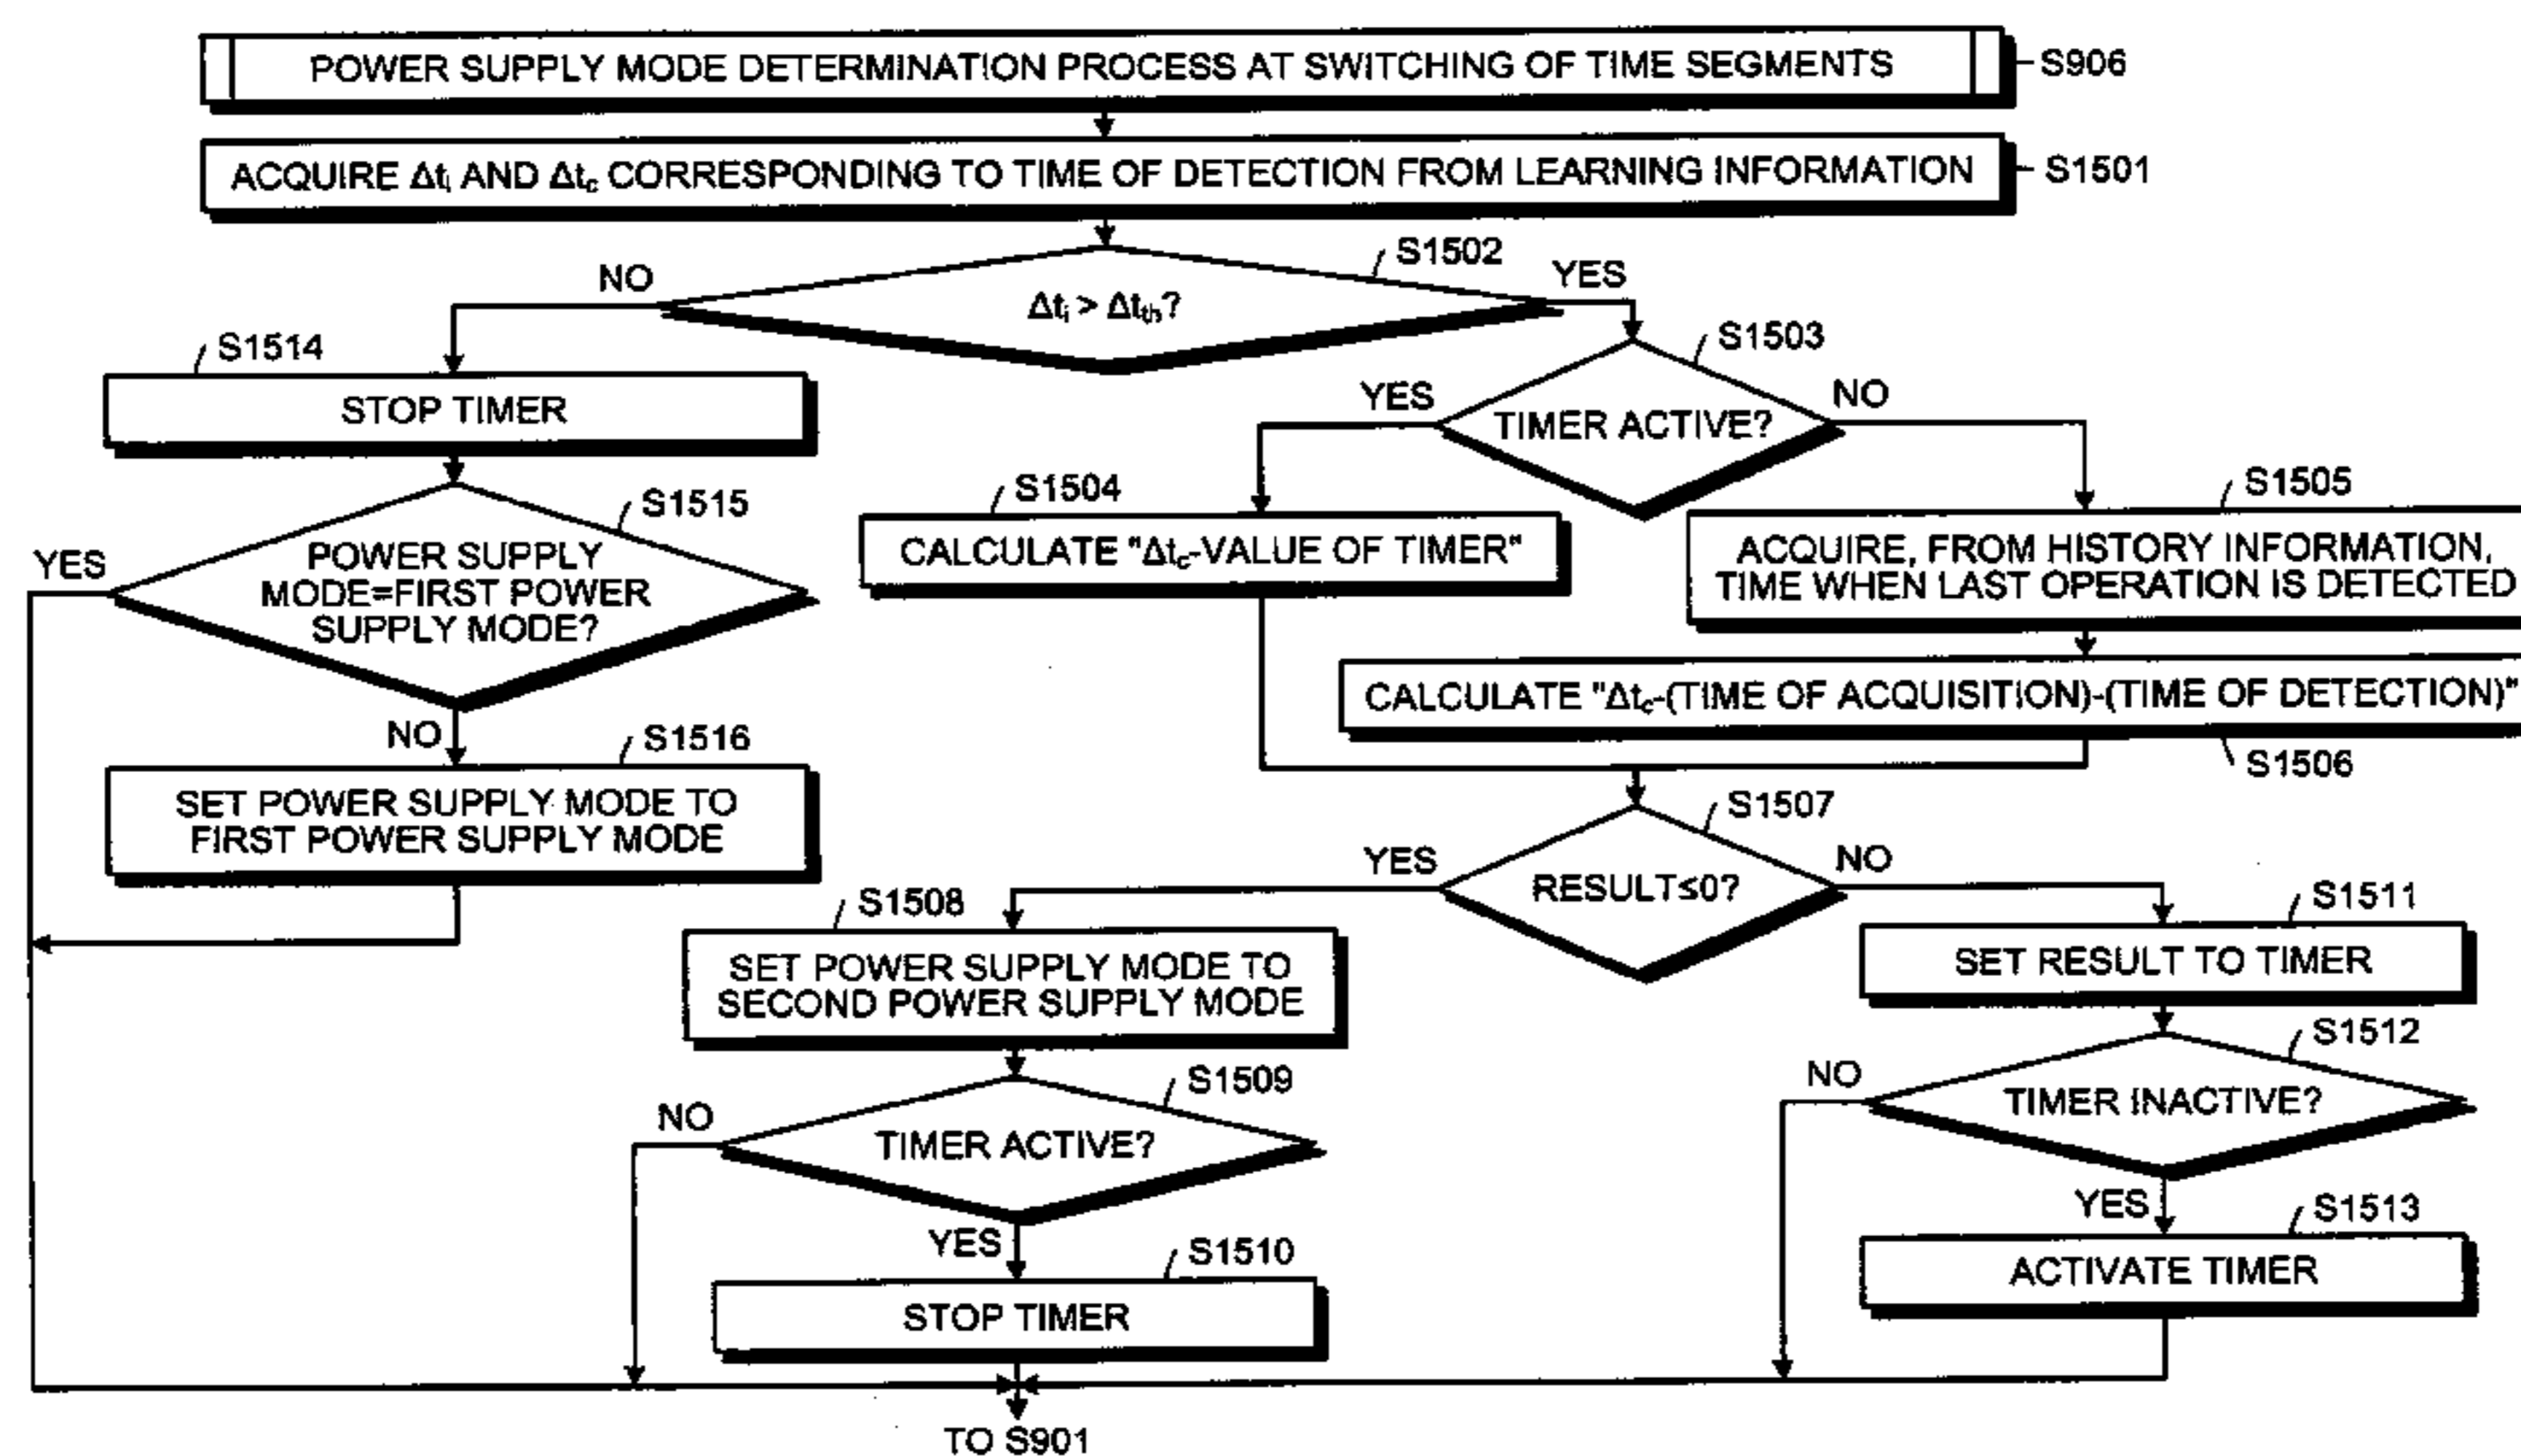 POWER SUPPLY MODE DETERMINATION PROCESS AT SWITCHING OF TIME SEGMENTS
S906
ACQUIRE Δti AND Δtc CORRESPONDING TO TIME OF DETECTION FROM LEARNING INFORMATION
S1501
S1502
NO
YES
Δti > Δtth?
S1514
STOP TIMER
S1503
YES
NO
TIMER ACTIVE?
S1515
YES
POWER SUPPLY
MODE=FIRST POWER
SUPPLY MODE?
NO
S1504
CALCULATE "Δtc-VALUE OF TIMER"
S1505
ACQUIRE, FROM HISTORY INFORMATION,
TIME WHEN LAST OPERATION IS DETECTED
CALCULATE "Δtc-(TIME OF ACQUISITION)-(TIME OF DETECTION)"
S1506
S1516
SET POWER SUPPLY MODE TO
FIRST POWER SUPPLY MODE
S1507
YES
NO
RESULT≤0?
S1508
SET POWER SUPPLY MODE TO
SECOND POWER SUPPLY MODE
S1511
SET RESULT TO TIMER
S1509
NO
TIMER ACTIVE?
YES
S1512
NO
TIMER INACTIVE?
YES
S1510
STOP TIMER
S1513
ACTIVATE TIMER
TO S901